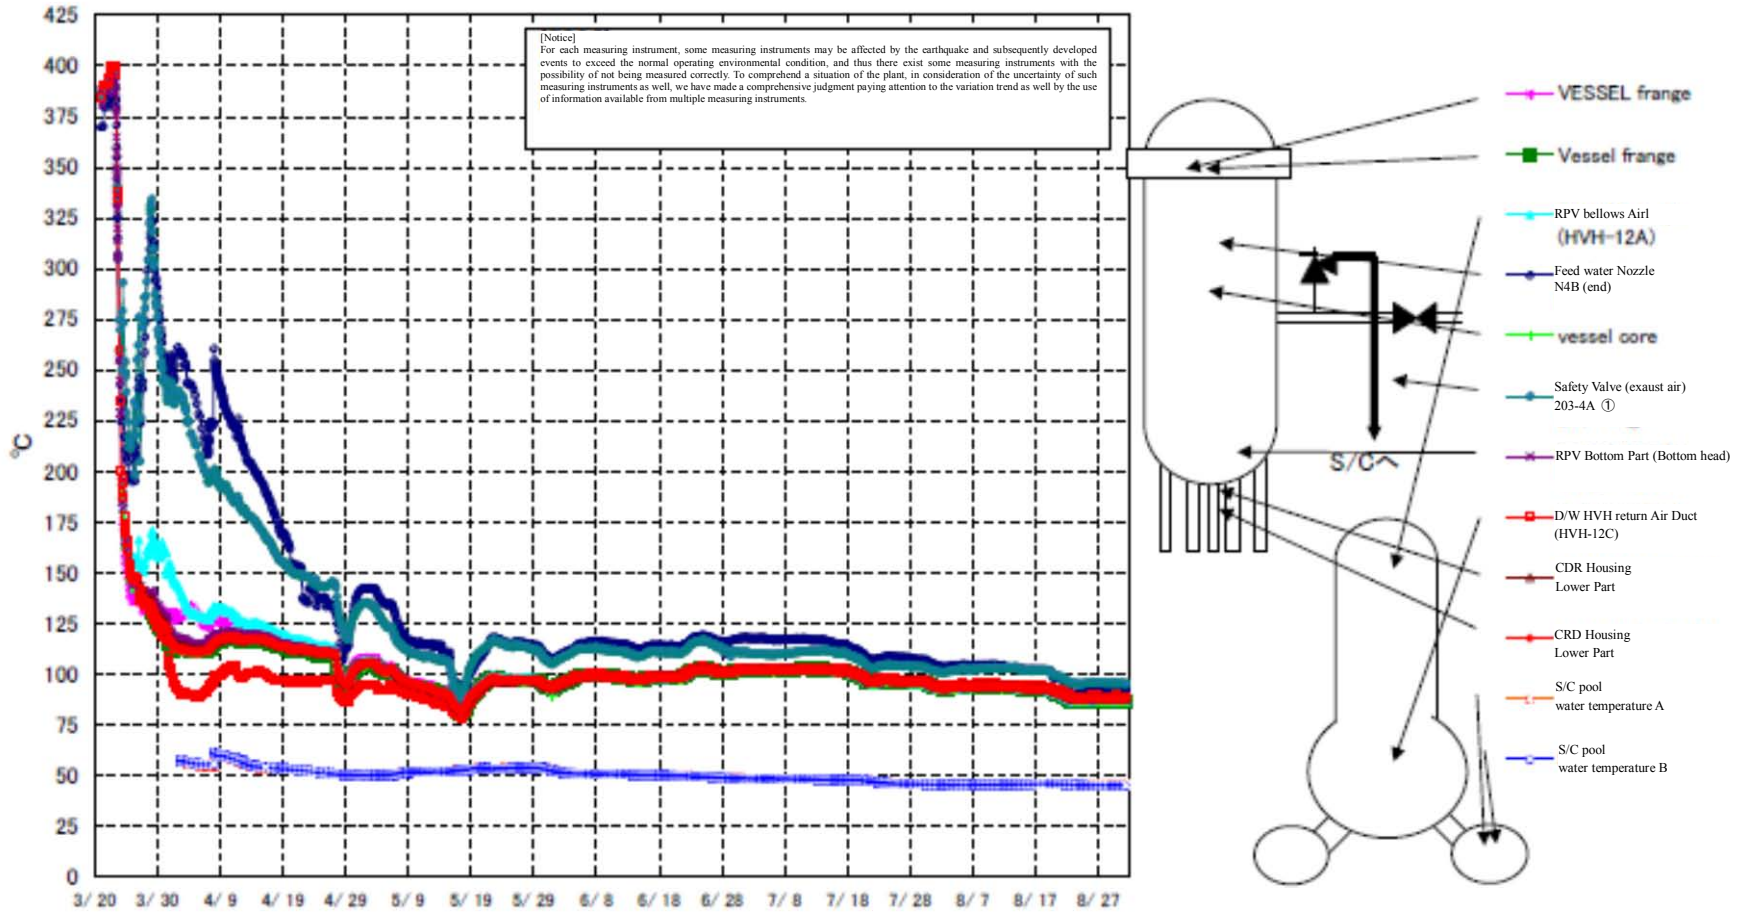 425
400
375
350
325
300
275
250
225
200
175
150
125
100
75
50
25
0
℃
3/20 3/30 4/9 4/19 4/29 5/9 5/19 5/29 6/8 6/18 6/28 7/8 7/18 7/28 8/7 8/17 8/27
[Notice]
For each measuring instrument, some measuring instruments may be affected by the earthquake and subsequently developed
events to exceed the normal operating environmental condition, and thus there exist some measuring instruments with the
possibility of not being measured correctly. To comprehend a situation of the plant, in consideration of the uncertainty of such
measuring instruments as well, we have made a comprehensive judgment paying attention to the variation trend as well by the use
of information available from multiple measuring instruments.
S/Cへ
VESSEL frange
Vessel frange
RPV bellows Airl
(HVH-12A)
Feed water Nozzle
N4B (end)
vessel core
Safety Valve (exaust air)
203-4A ①
RPV Bottom Part (Bottom head)
D/W HVH return Air Duct
(HVH-12C)
CDR Housing
Lower Part
CRD Housing
Lower Part
S/C pool
water temperature A
S/C pool
water temperature B